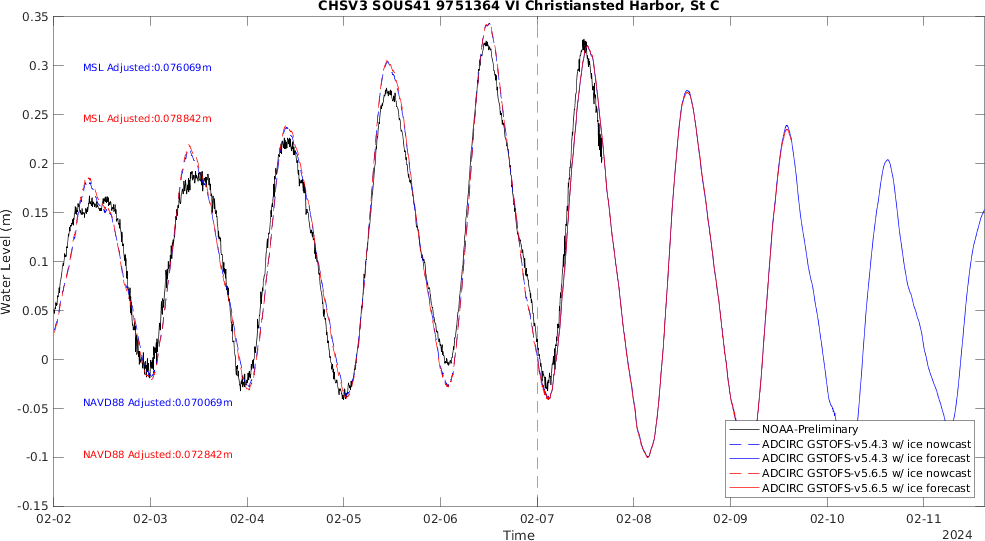 CHSV3 SOUS41 9751364 VI Christiansted Harbor, St C
0.35
0.3
0.25
0.2
0.15
0.1
0.05
0
-0.05
-0.1
-0.15
Water Level (m)
MSL Adjusted:0.076069m
MSL Adjusted:0.078842m
NAVD88 Adjusted:0.070069m
NAVD88 Adjusted:0.072842m
NOAA-Preliminary
ADCIRC GSTOFS-v5.4.3 w/ ice nowcast
ADCIRC GSTOFS-v5.4.3 w/ ice forecast
ADCIRC GSTOFS-v5.6.5 w/ ice nowcast
ADCIRC GSTOFS-v5.6.5 w/ ice forecast
02-02 02-03 02-04 02-05 02-06 02-07 02-08 02-09 02-10 02-11
Time
2024